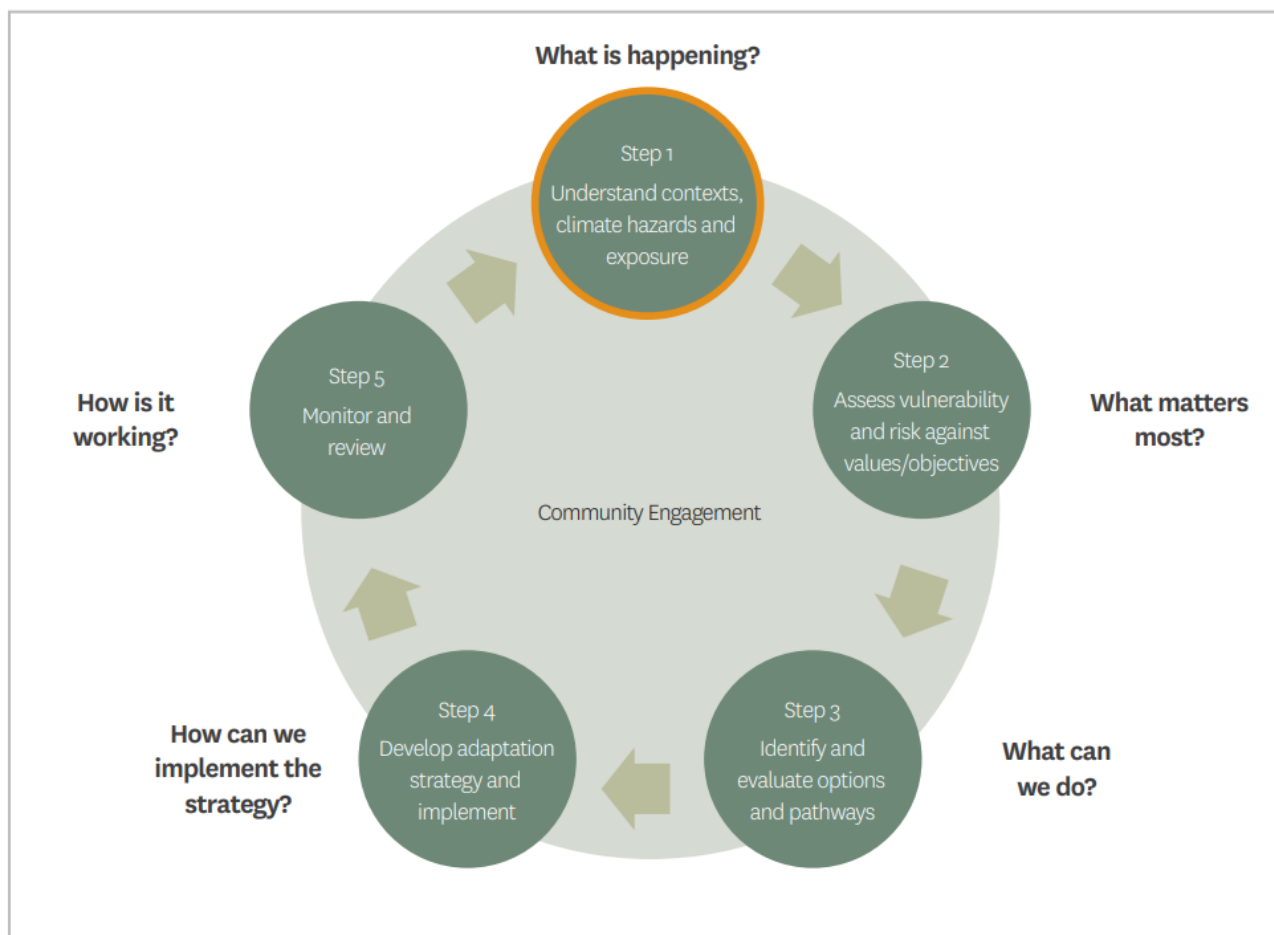 What is happening?
Step 1
Understand contexts,
climate hazards and
exposure
Step 2
Assess vulnerability
and risk against
values/objectives
What matters
most?
Step 3
Identify and
evaluate options
and pathways
What can
we do?
Step 4
Develop adaptation
strategy and
implement
How can we
implement the
strategy?
Step 5
Monitor and
review
How is it
working?
Community Engagement